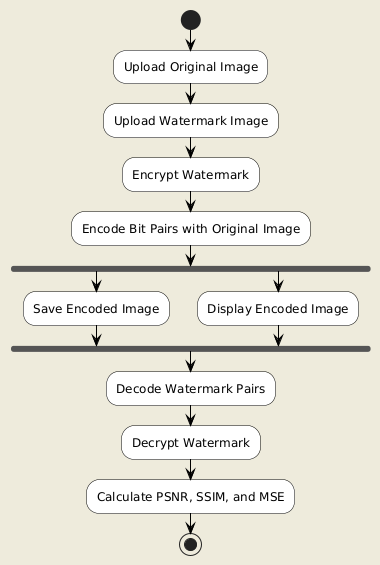 Upload Original Image
Upload Watermark Image
Encrypt Watermark
Encode Bit Pairs with Original Image
Save Encoded Image
Display Encoded Image
Decode Watermark Pairs
Decrypt Watermark
Calculate PSNR, SSIM, and MSE